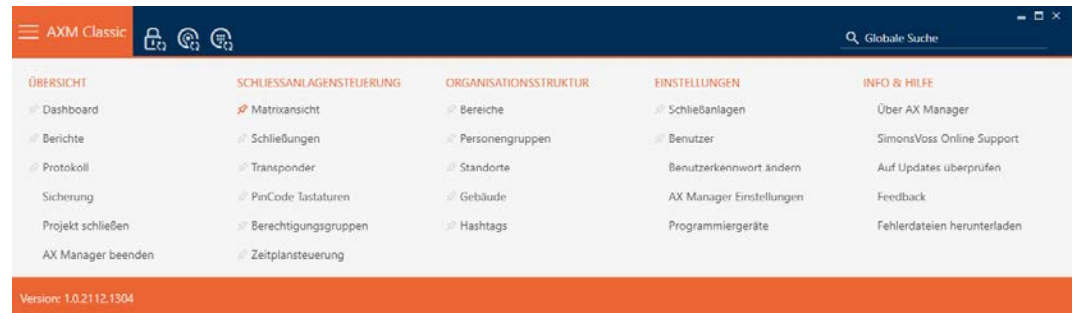 AXM Classic
Globale Suche
ÜBERSICHT
Dashboard
Berichte
Protokoll
Sicherung
Projekt schließen
AX Manager beenden
SCHLIESSANLAGENSTEUERUNG
Matrixansicht
Schließungen
Transponder
PinCode Tastaturen
Berechtigungsgruppen
Zeitplansteuerung
ORGANISATIONSSTRUKTUR
Bereiche
Personengruppen
Standorte
Gebäude
Hashtags
EINSTELLUNGEN
Schließanlagen
Benutzer
Benutzerkennwort ändern
AX Manager Einstellungen
Programmiergeräte
INFO & HILFE
Über AX Manager
SimonsVoss Online Support
Auf Updates überprüfen
Feedback
Fehlerdateien herunterladen
Version: 1.0.2112.1304